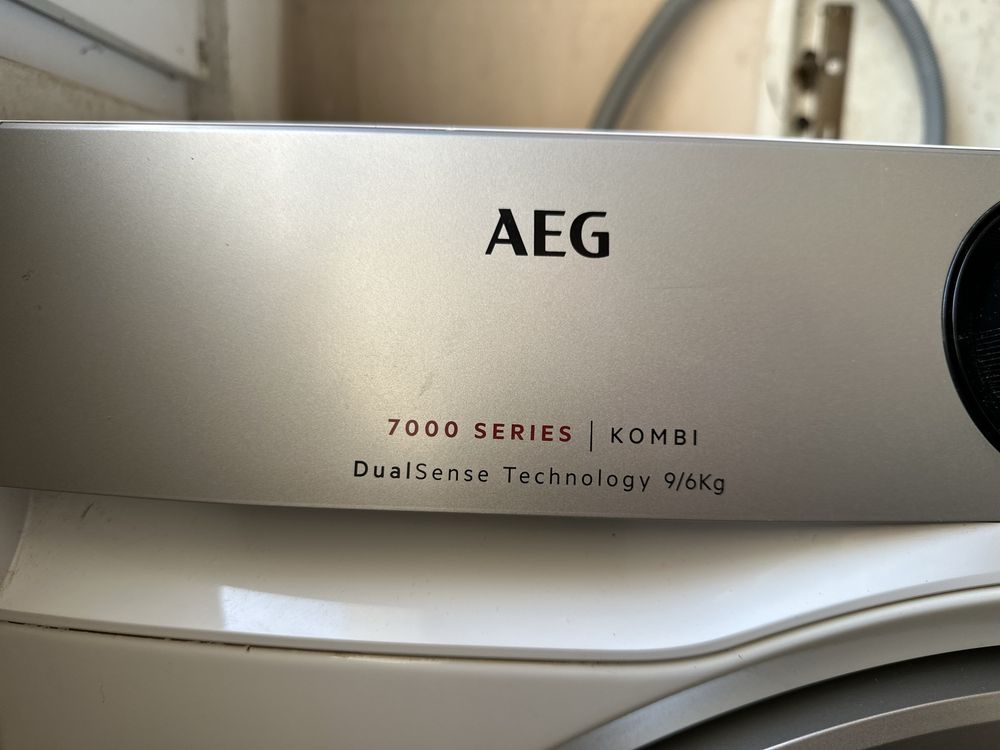 AEG
7000 SERIES | KOMBI
DualSense Technology 9/6Kg